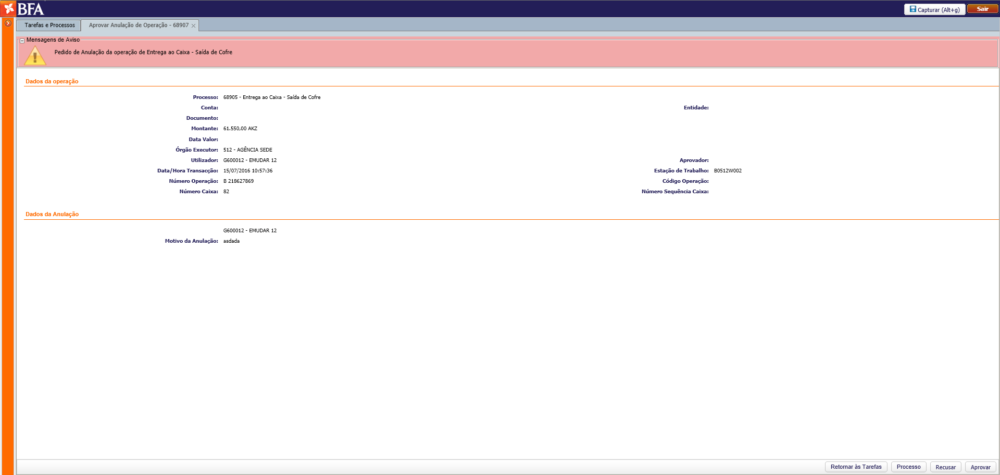 BFA
Capturar (Alt+g)
Sair
Tarefas e Processos
Aprovar Anulação de Operação - 68907
Mensagens de Aviso
Pedido de Anulação da operação de Entrega ao Caixa - Saída de Cofre
Dados da operação
Processo: 68905 - Entrega ao Caixa - Saída de Cofre
Conta: Entidade:
Documento:
Montante: 61.550,00 AKZ
Data Valor:
Órgão Executor: 512 - AGÊNCIA SEDE
Utilizador: G600012 - EMUDAR 12 Aprovador:
Data/Hora Transacção: 15/07/2016 10:57:36 Estação de Trabalho: B0512W002
Número Operação: B 218627869 Código Operação:
Número Caixa: 82 Número Sequência Caixa:
Dados da Anulação
G600012 - EMUDAR 12
Motivo da Anulação: asdada
Retornar às Tarefas Processo Recusar Aprovar